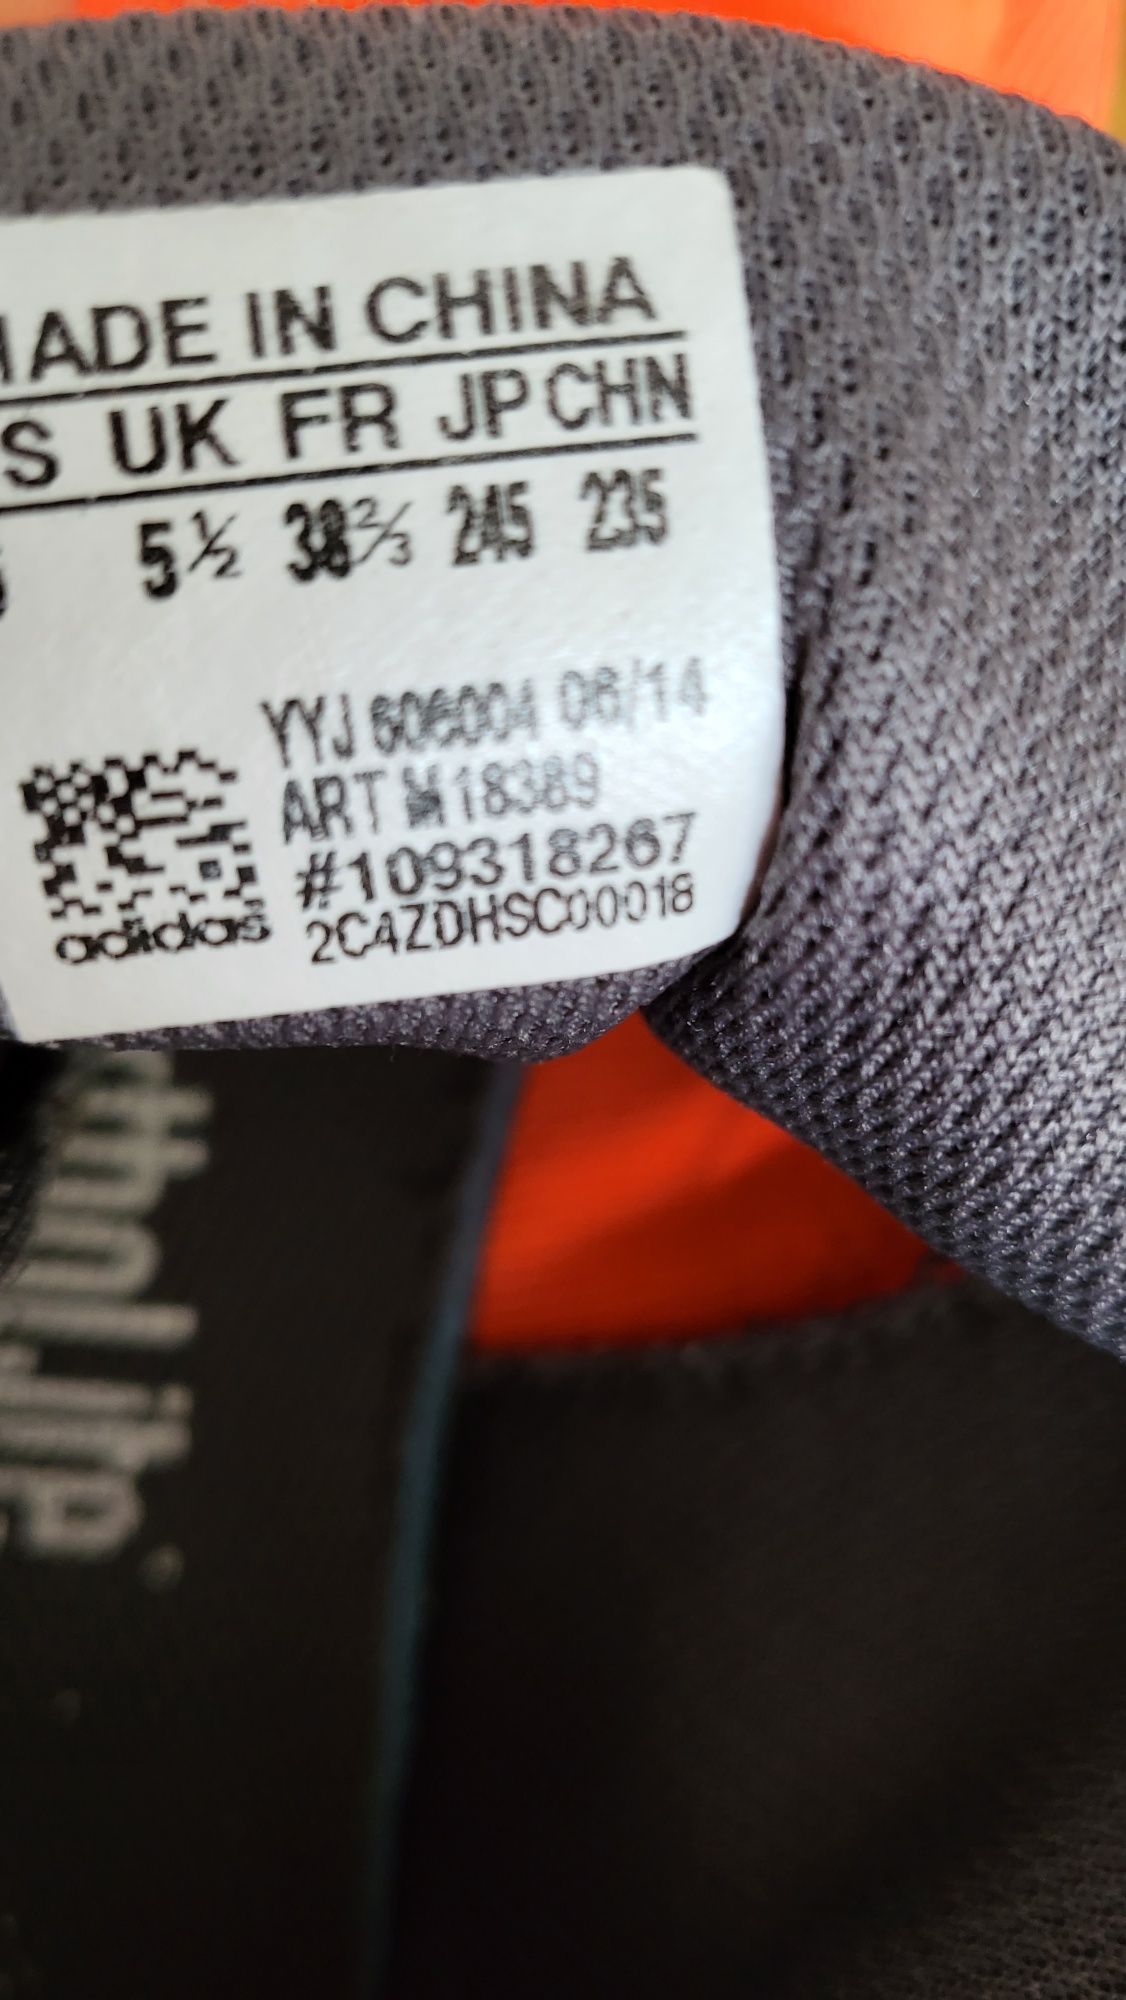 MADE IN CHINA
S UK FR JP CHN
5½ 38⅔ 245 235
YYJ 606004 06/14
ART M18389
#109318267
2C4ZDHSC00018
adidas
tholite